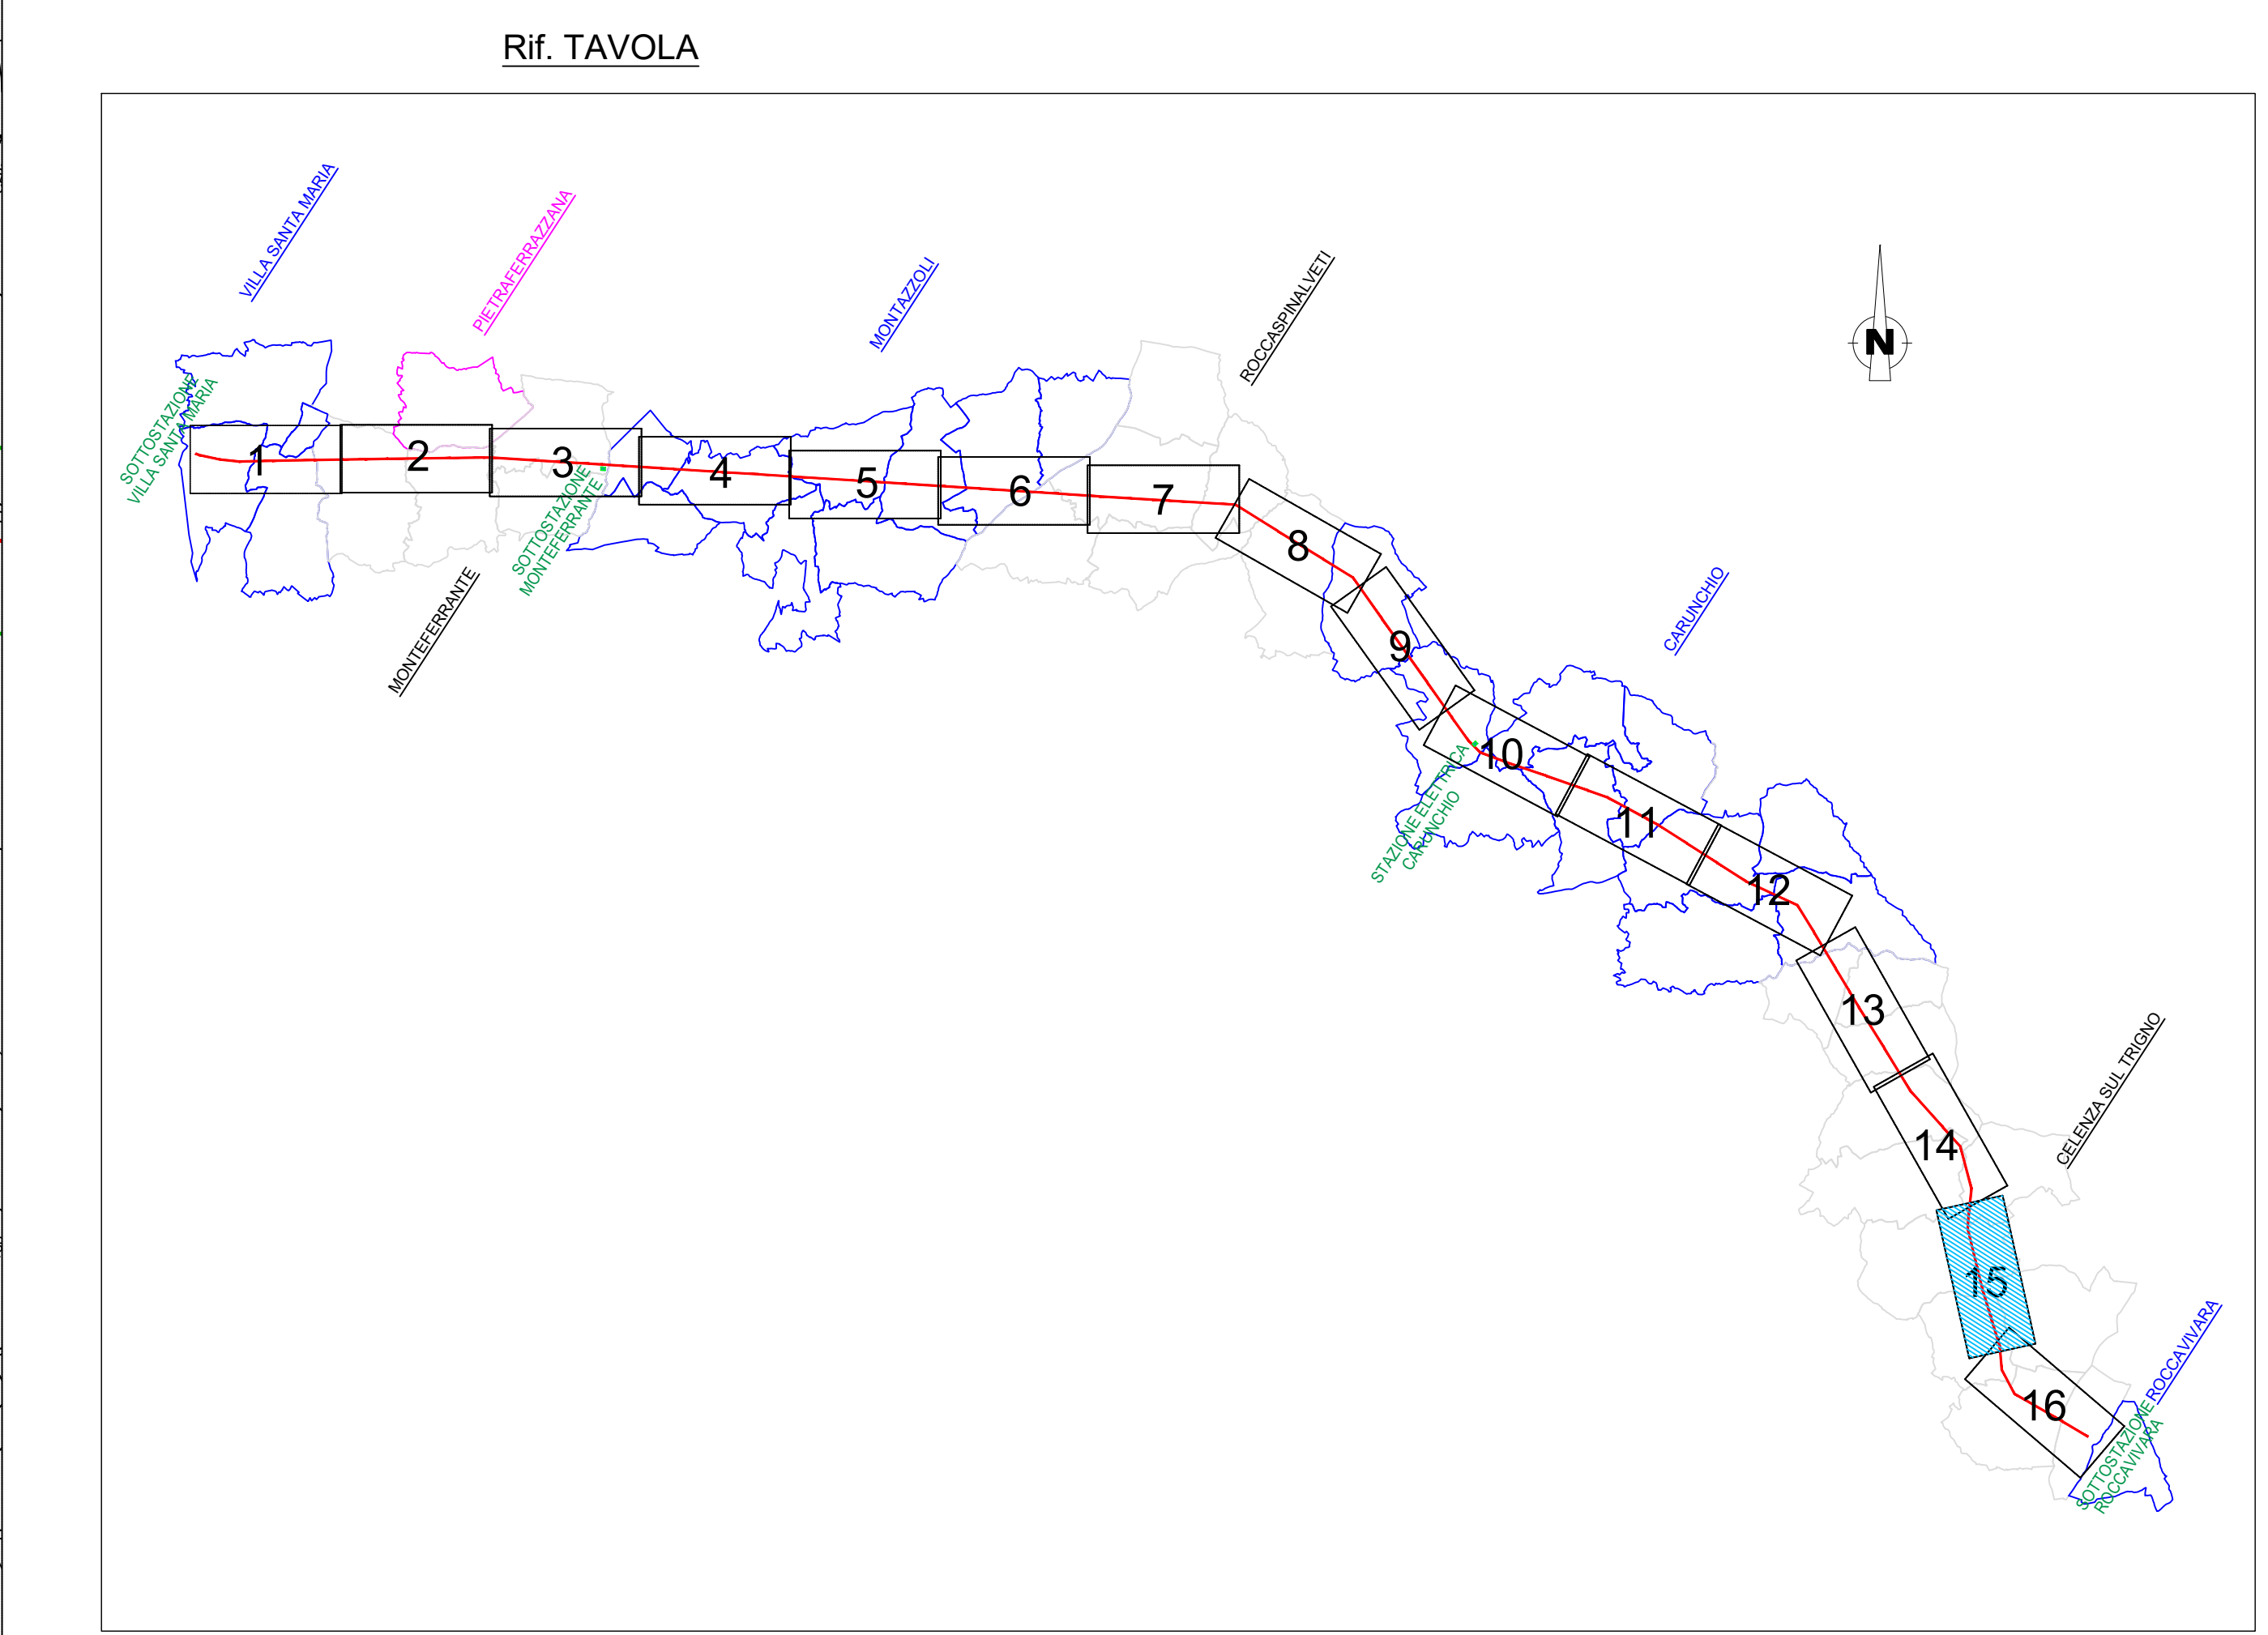 Rif. TAVOLA
VILLA SANTA MARIA
PIETRAFERRAZZANA
MONTAZZOLI
ROCCASPINALVETI
N
SOTTOSTAZIONE
VILLA SANTA MARIA
1
2
3
4
5
6
7
8
SOTTOSTAZIONE
MONTEFERRANTE
MONTEFERRANTE
9
CARUNCHIO
10
STAZIONE ELETTRICA
CARUNCHIO
11
12
13
CELENZA SUL TRIGNO
14
15
ROCCAVIVARA
16
SOTTOSTAZIONE
ROCCAVIVARA